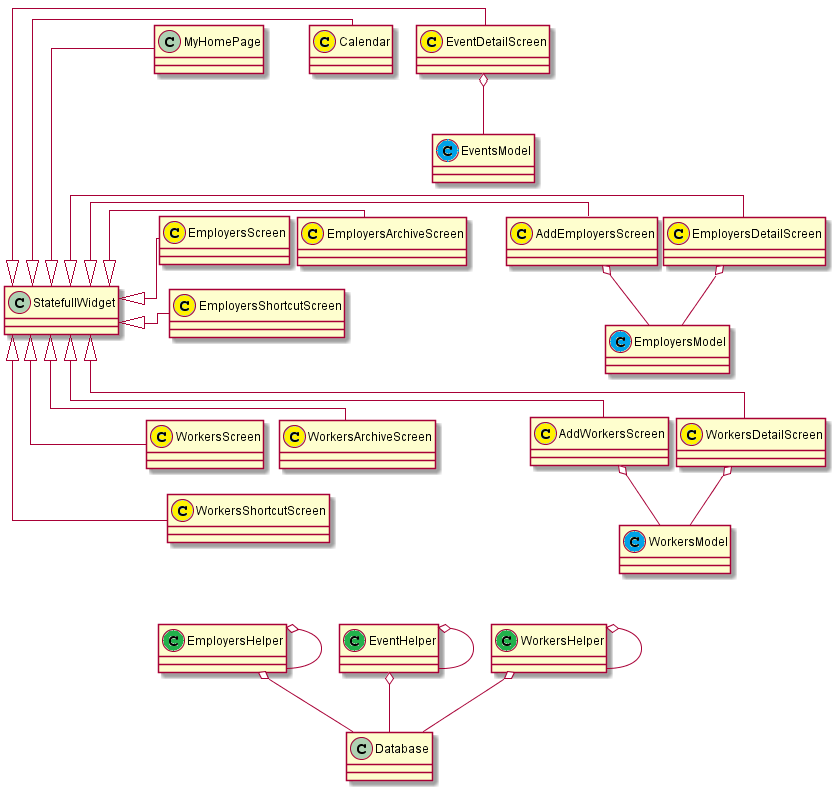 C MyHomePage
C Calendar
C EventDetailScreen
C EventsModel
C EmployersScreen
C EmployersArchiveScreen
C AddEmployersScreen
C EmployersDetailScreen
C StatefullWidget
C EmployersShortcutScreen
C EmployersModel
C WorkersScreen
C WorkersArchiveScreen
C AddWorkersScreen
C WorkersDetailScreen
C WorkersShortcutScreen
C WorkersModel
C EmployersHelper
C EventHelper
C WorkersHelper
C Database